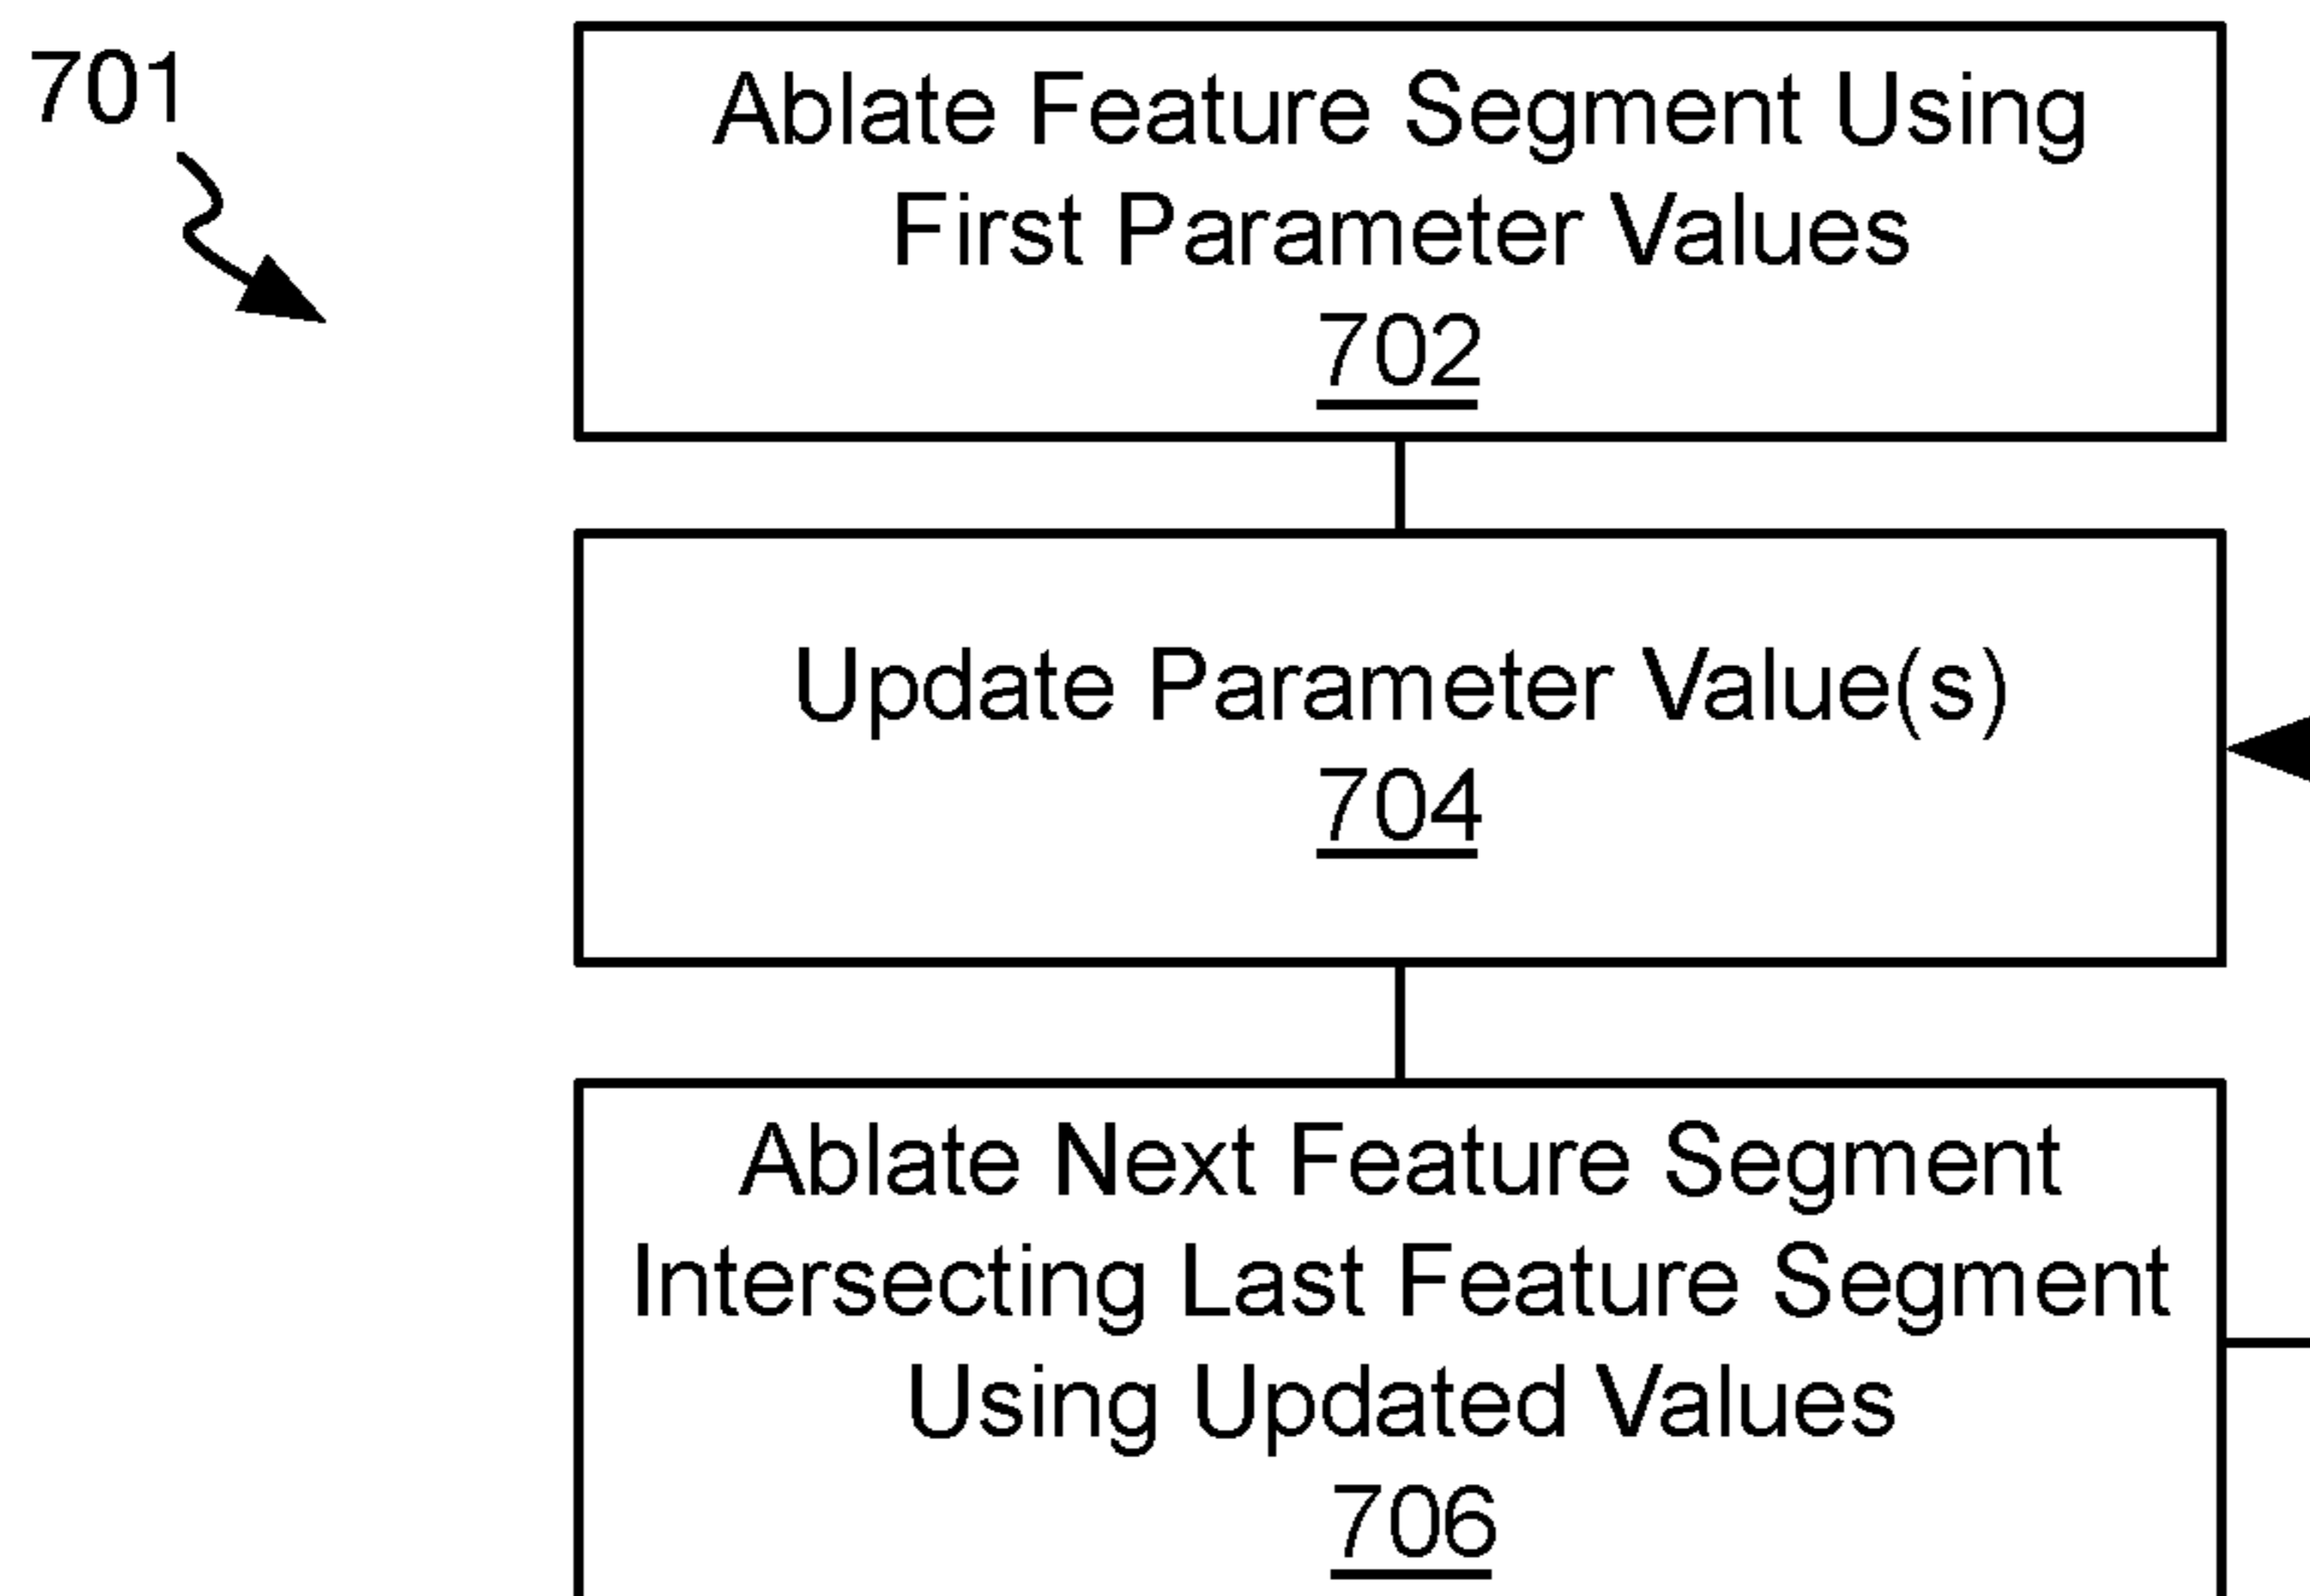 701
Ablate Feature Segment Using
First Parameter Values
702
Update Parameter Value(s)
704
Ablate Next Feature Segment
Intersecting Last Feature Segment
Using Updated Values
706